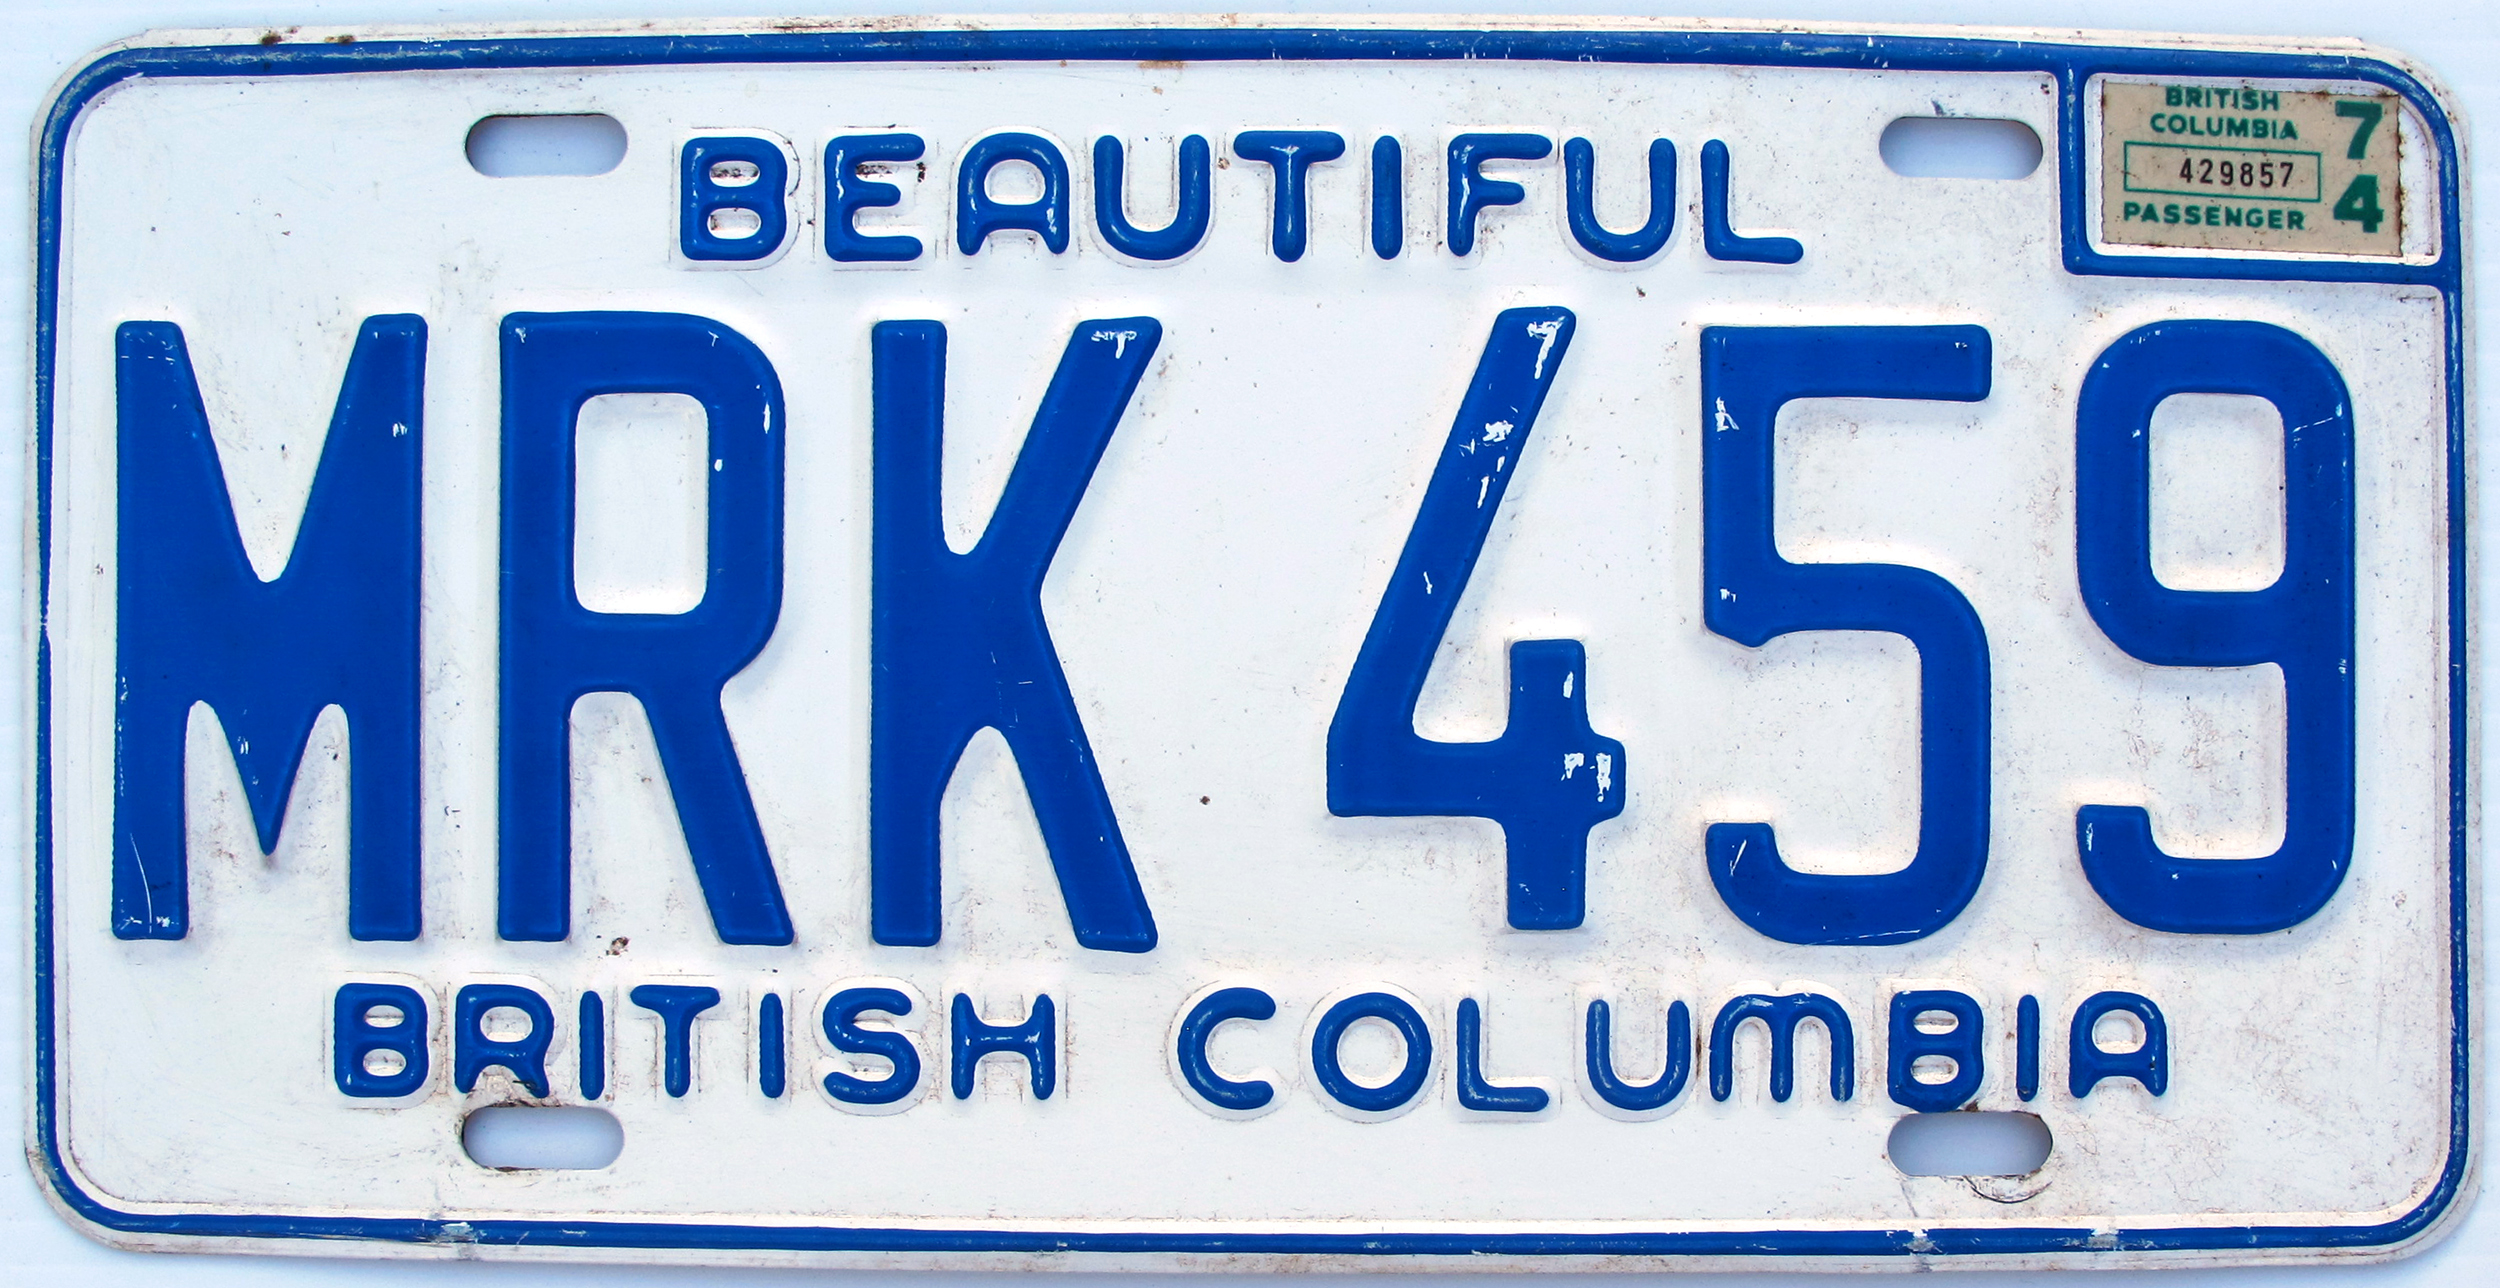 BEAUTIFUL
BRITISH
COLUMBIA
429857
PASSENGER
74
MRK 459
BRITISH COLUMBIA